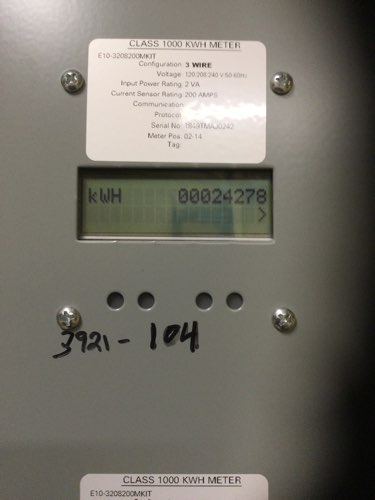 CLASS 1000 KWH METER
E10-3208200MKIT
Configuration: 3 WIRE
Voltage: 120/208/240 V 50-60Hz
Input Power Rating: 2 VA
Current Sensor Rating: 200 AMPS
Communication:
Protocol:
Serial No:
Meter Pos: 02-14
Tag:
kWH 00024278
>
3921-104
CLASS 1000 KWH METER
E10-3208200MKIT